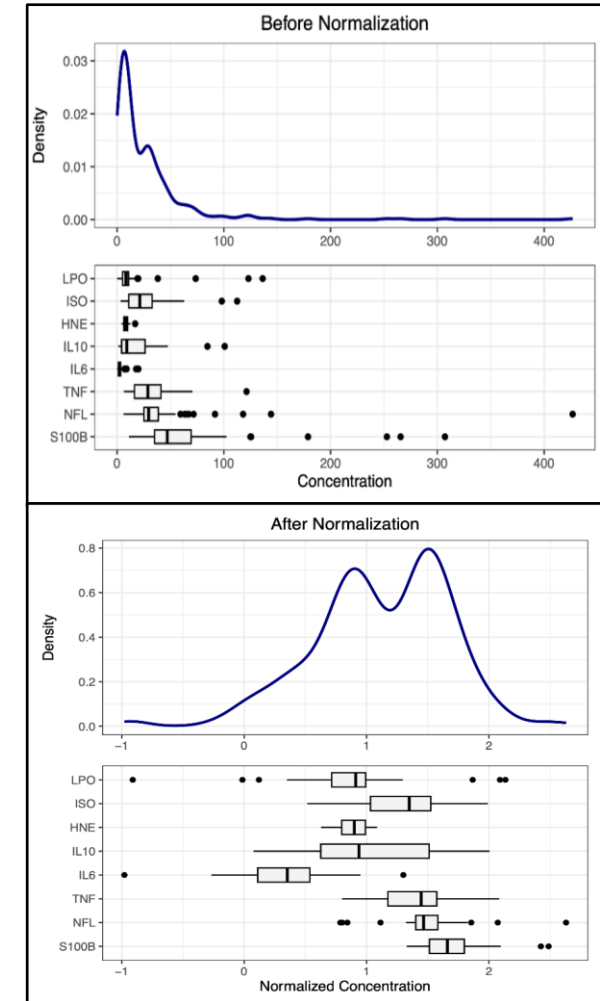 Before Normalization
Density
0.03
0.02
0.01
0.00
0 100 200 300 400
LPO
ISO
HNE
IL10
IL6
TNF
NFL
S100B
0 100 200 300 400
Concentration
After Normalization
Density
0.8
0.6
0.4
0.2
0.0
−1 0 1 2
LPO
ISO
HNE
IL10
IL6
TNF
NFL
S100B
−1 0 1 2
Normalized Concentration